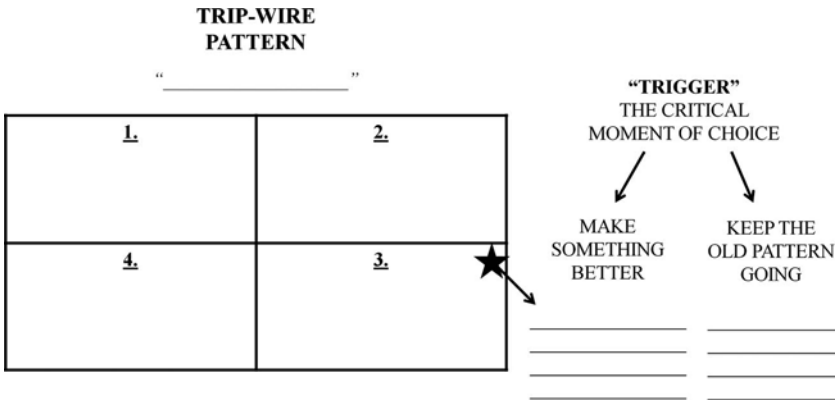 TRIP-WIRE
PATTERN
“____________________”
1.
2.
4.
3.
“TRIGGER”
THE CRITICAL
MOMENT OF CHOICE
MAKE
SOMETHING
BETTER
KEEP THE
OLD PATTERN
GOING